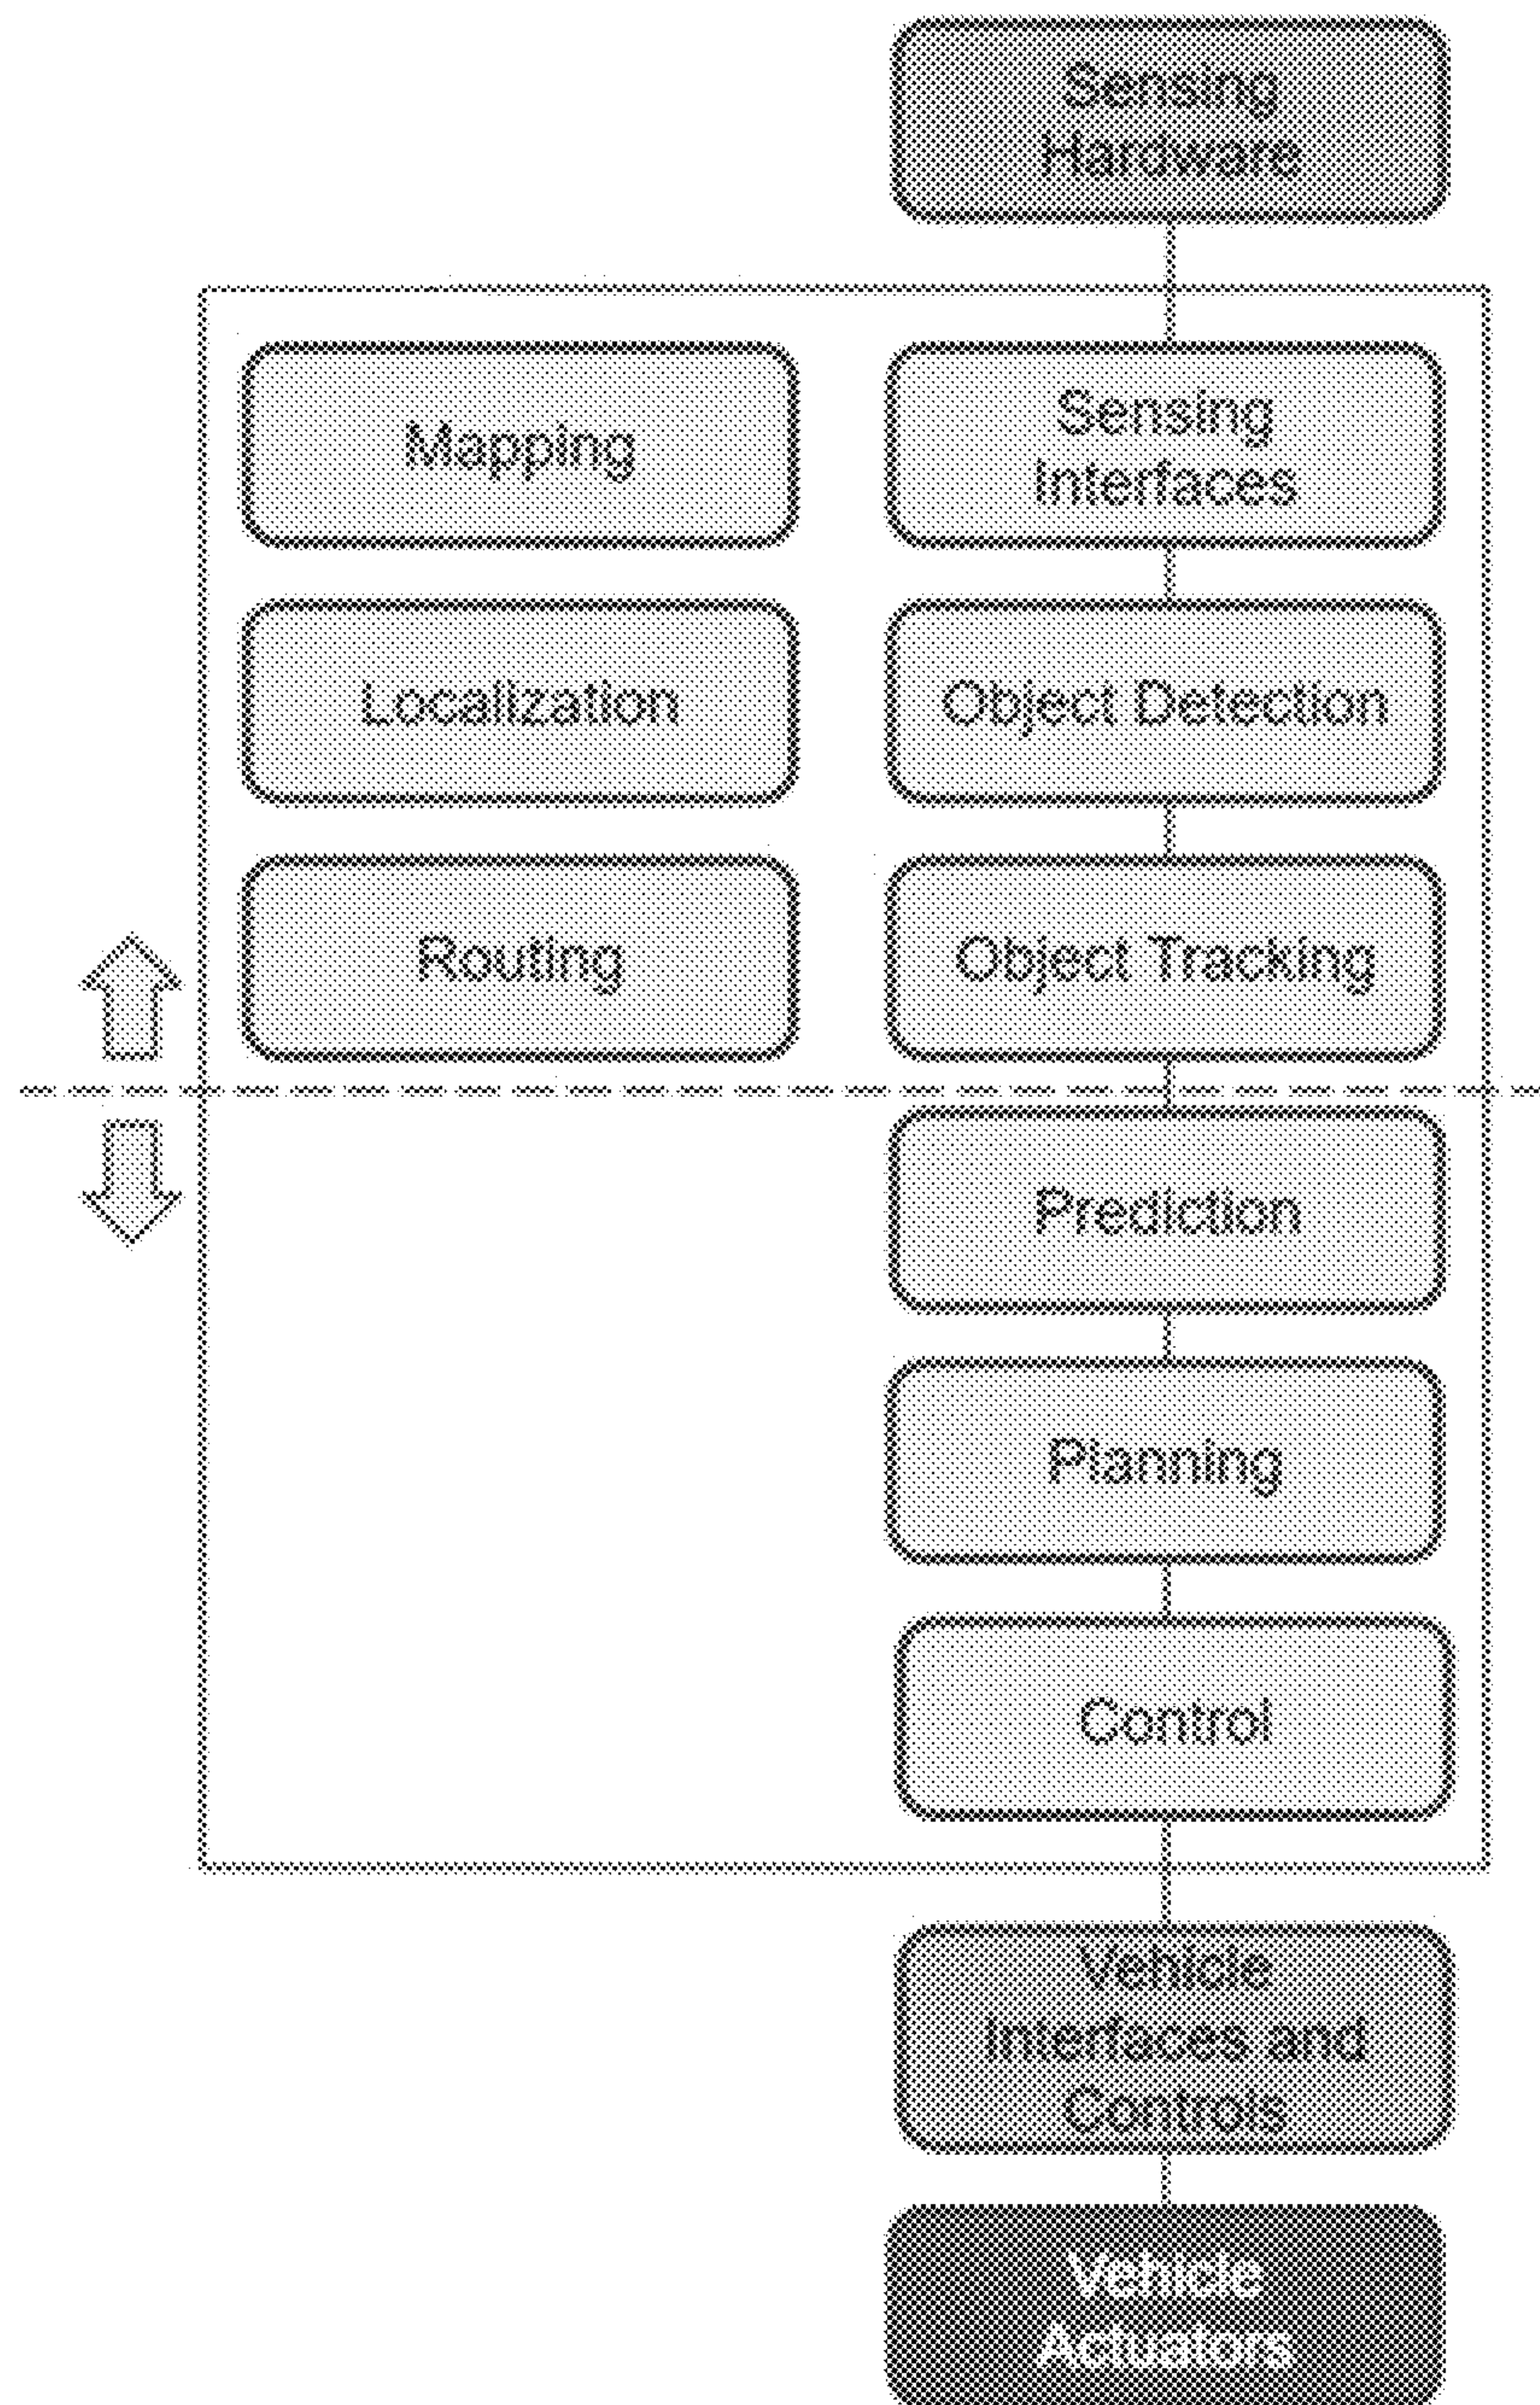 Sensing
Hardware
Mapping
Sensing
Interfaces
Localization
Object Detection
Routing
Object Tracking
Prediction
Planning
Control
Vehicle
Interfaces and
Controls
Vehicle
Actuators